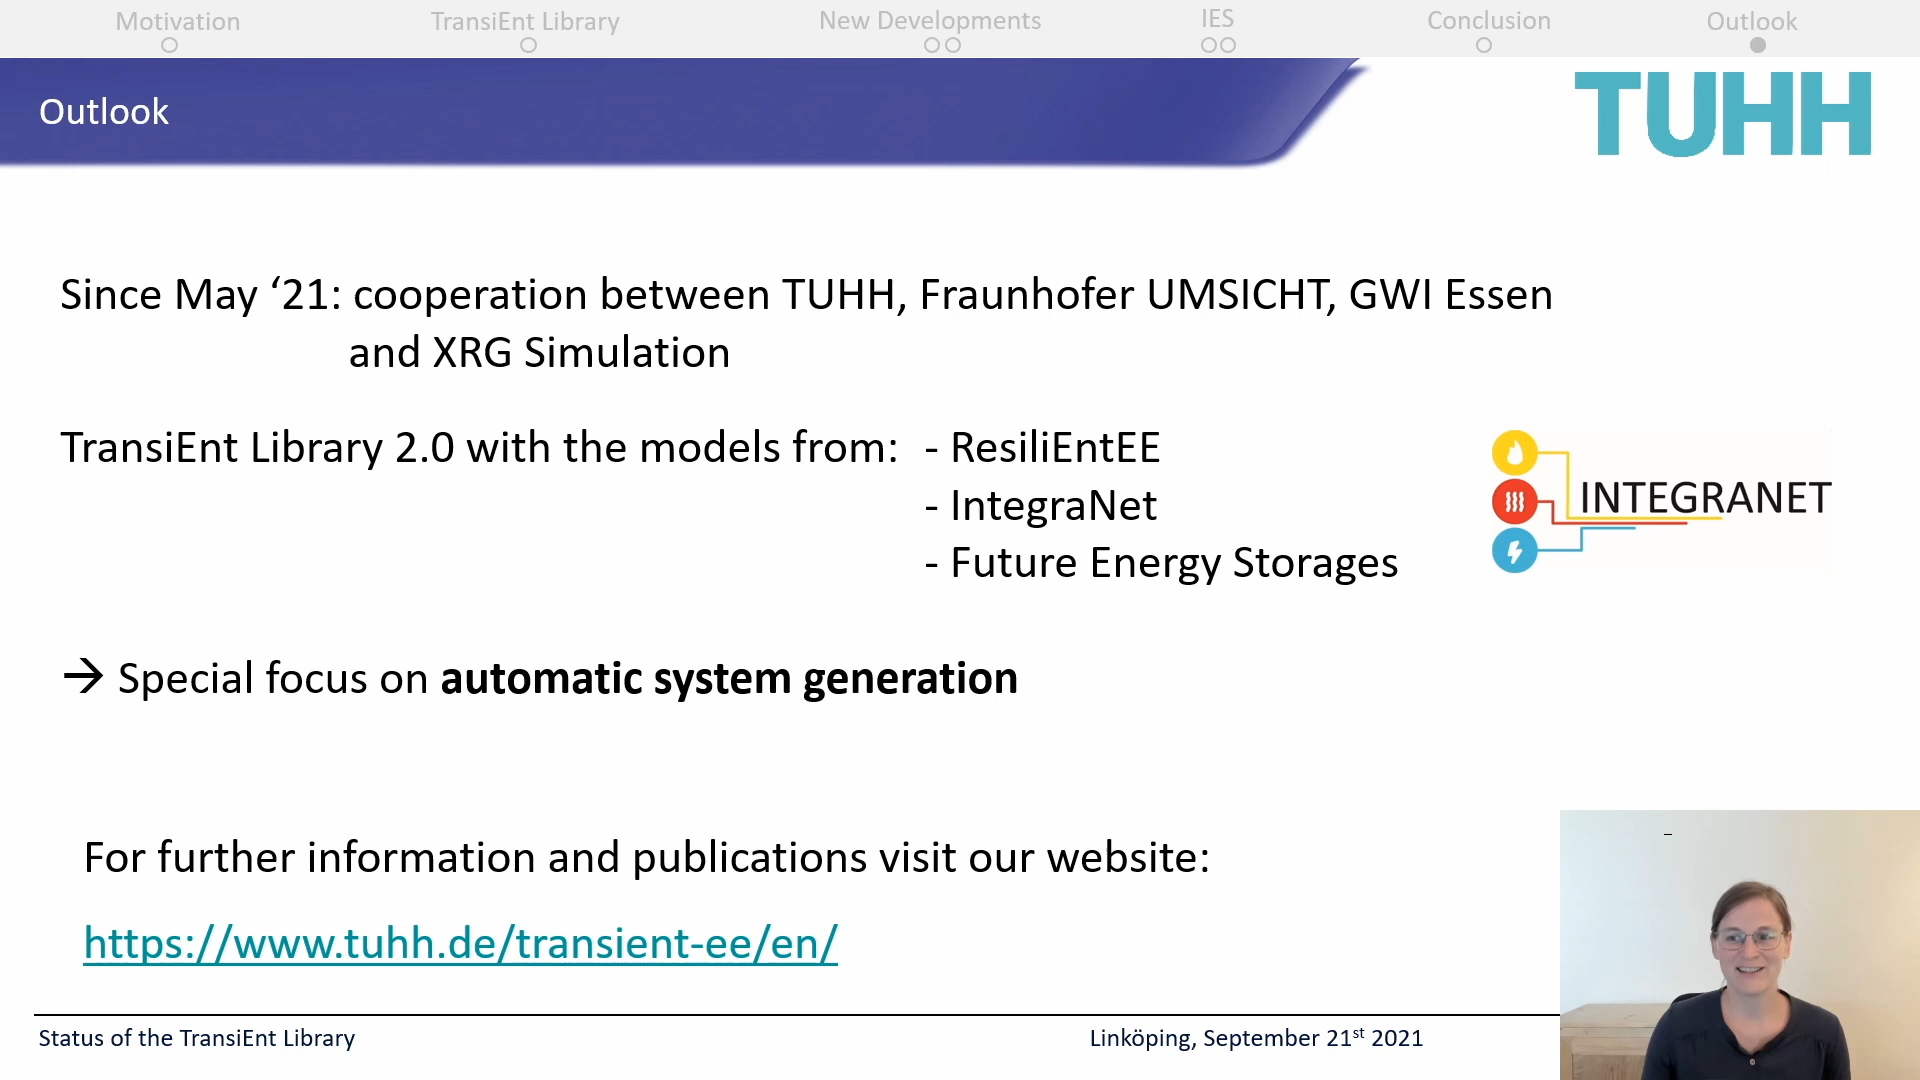 Motivation TransiEnt Library New Developments IES Conclusion Outlook
Outlook
TUHH
Since May ‘21: cooperation between TUHH, Fraunhofer UMSICHT, GWI Essen
and XRG Simulation
TransiEnt Library 2.0 with the models from: - ResiliEntEE
- IntegraNet
INTEGRANET
- Future Energy Storages
→ Special focus on automatic system generation
For further information and publications visit our website:
https://www.tuhh.de/transient-ee/en/
Status of the TransiEnt Library Linköping, September 21st 2021